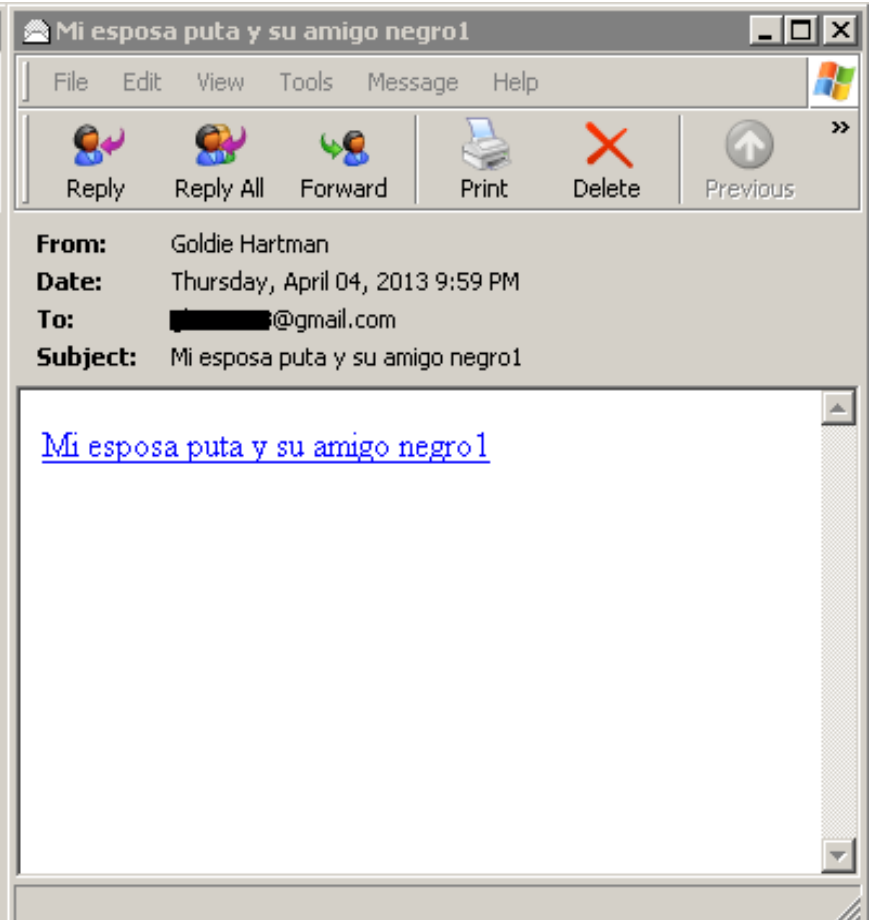 Mi esposa puta y su amigo negro1
File Edit View Tools Message Help
Reply Reply All Forward Print Delete Previous
From: Goldie Hartman
Date: Thursday, April 04, 2013 9:59 PM
To: @gmail.com
Subject: Mi esposa puta y su amigo negro1
Mi esposa puta y su amigo negro1